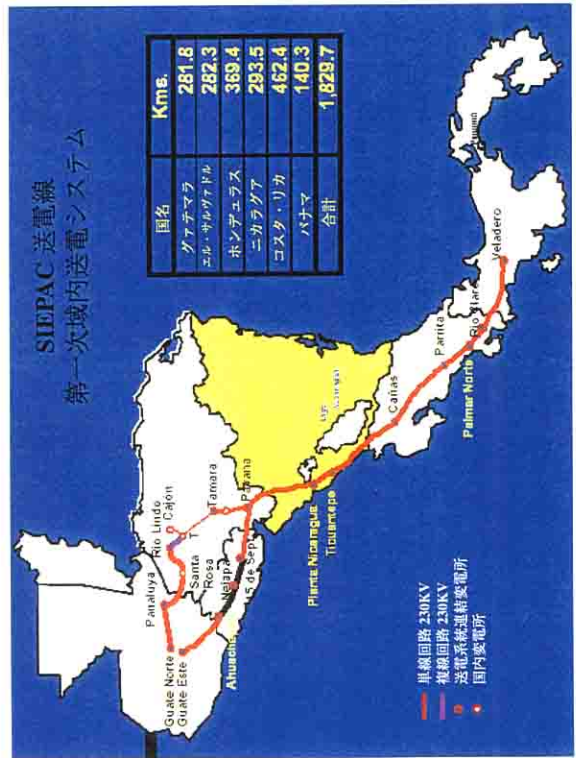 SIEPAC 送電線
第一次域内送電システム
国名 Kms.
グァテマラ 281.8
エル・サルヴァドル 282.3
ホンデュラス 369.4
ニカラグア 293.5
コスタ・リカ 462.4
パナマ 140.3
合計 1,829.7
Guate Norte
Guate Este
Panaluya
Río Lindo
Cajón
Santa
Rosa
T
Tamara
Nejapa
15 de Sept
Pavana
Planta Nicaragua
Ticuantepe
Lago
Cañas
Parrita
Palmar Norte
Veladero
単線回路 230KV
複線回路 230KV
送電系統連結変電所
国内変電所